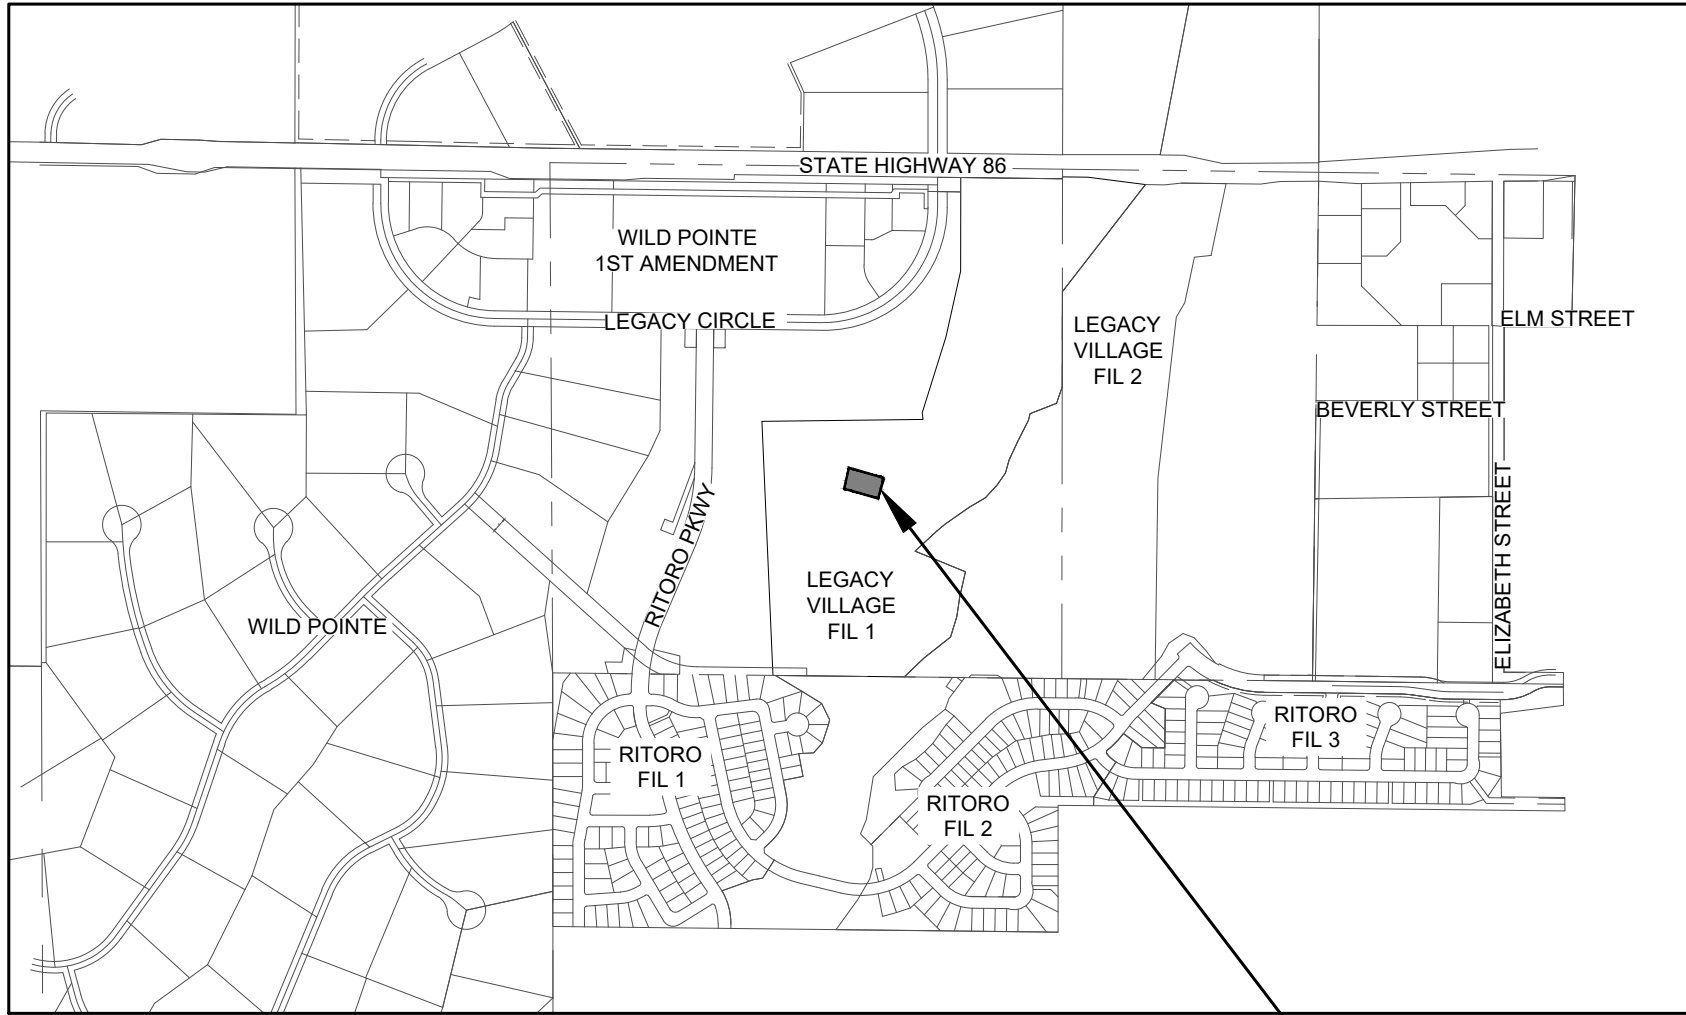 STATE HIGHWAY 86
WILD POINTE
1ST AMENDMENT
LEGACY CIRCLE
LEGACY
VILLAGE
FIL 2
ELM STREET
BEVERLY STREET
ELIZABETH STREET
RITORO PKWY
LEGACY
VILLAGE
FIL 1
WILD POINTE
RITORO
FIL 1
RITORO
FIL 2
RITORO
FIL 3